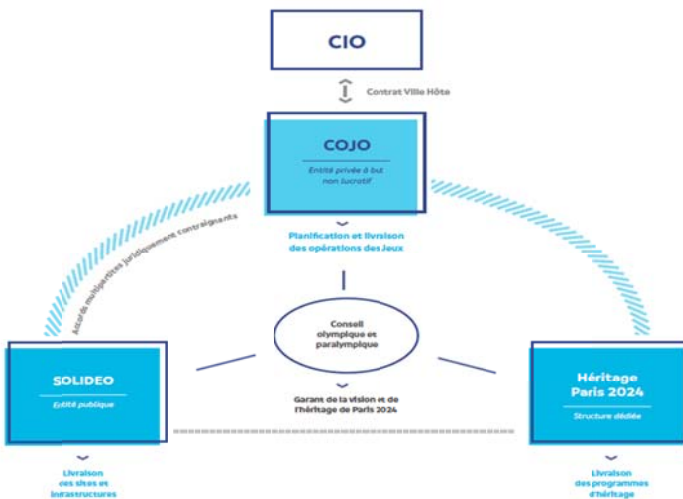 CIO
Contrat Ville Hôte
COJO
Entité privée à but
non lucratif
Planification et livraison
des opérations des Jeux
Accords multipartites juridiquement contraignants
Conseil
olympique et
paralympique
Garant de la vision et de
l'héritage de Paris 2024
SOLIDEO
Entité publique
Livraison
des sites et
infrastructures
Héritage
Paris 2024
Structure dédiée
Livraison
des programmes
d'héritage